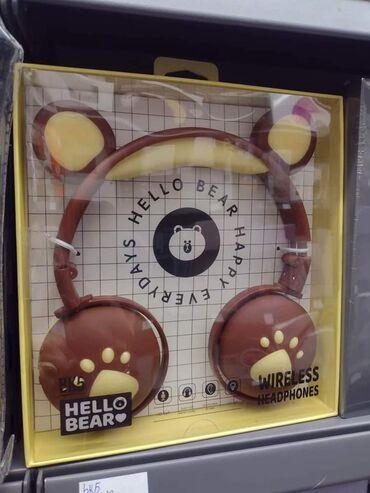 HELLO BEAR HAPPY EVERYDAYS
HELLO
BEAR
WIRELESS
HEADPHONES